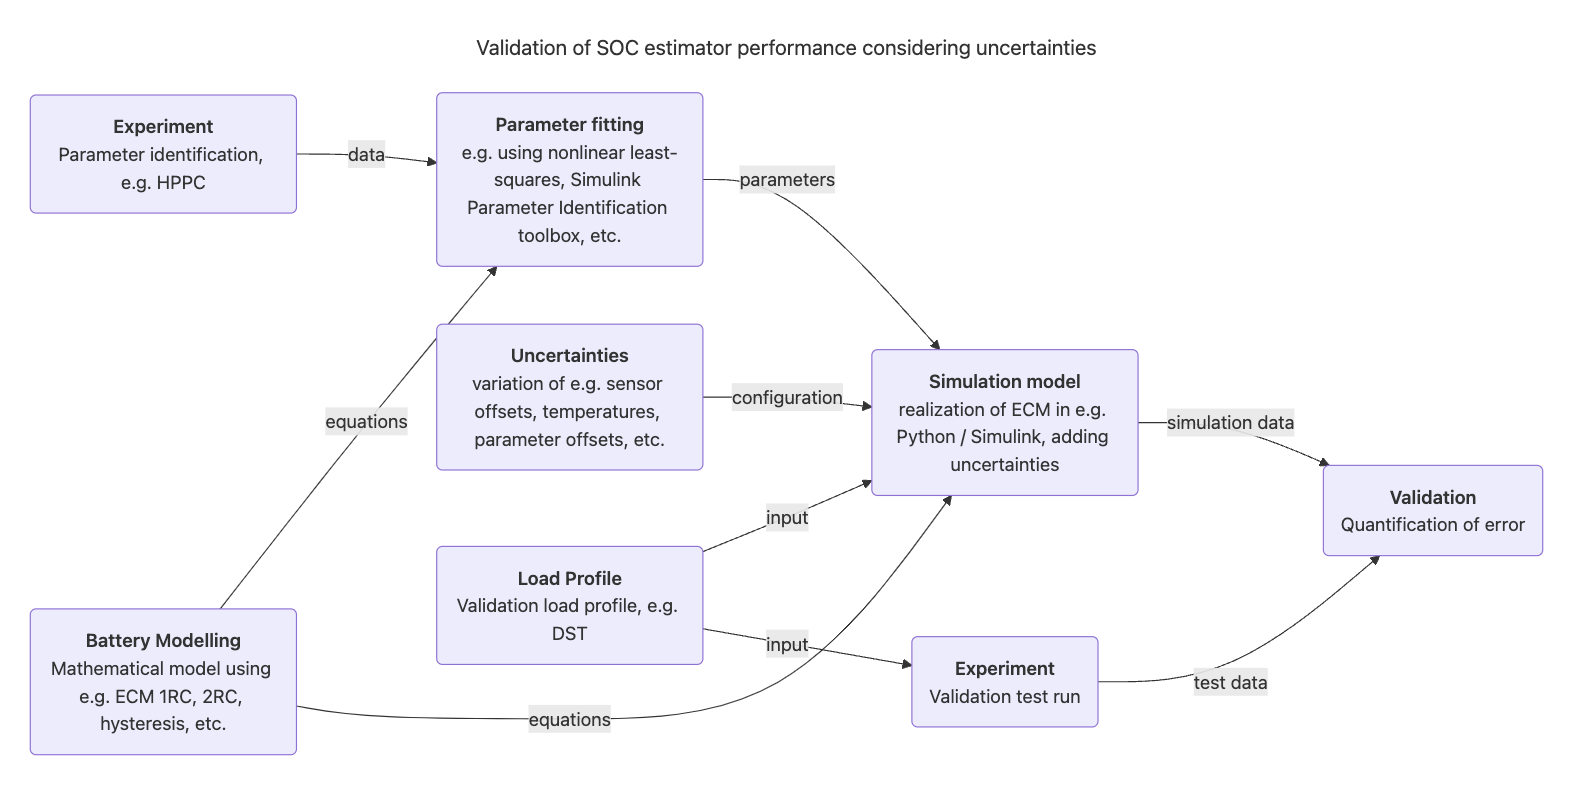 Validation of SOC estimator performance considering uncertainties
Experiment
Parameter identification,
e.g. HPPC
data
Parameter fitting
e.g. using nonlinear least-
squares, Simulink
Parameter Identification
toolbox, etc.
parameters
Uncertainties
variation of e.g. sensor
offsets, temperatures,
parameter offsets, etc.
configuration
equations
Simulation model
realization of ECM in e.g.
Python / Simulink, adding
uncertainties
simulation data
Validation
Quantification of error
input
Load Profile
Validation load profile, e.g.
DST
input
Battery Modelling
Mathematical model using
e.g. ECM 1RC, 2RC,
hysteresis, etc.
equations
Experiment
Validation test run
test data